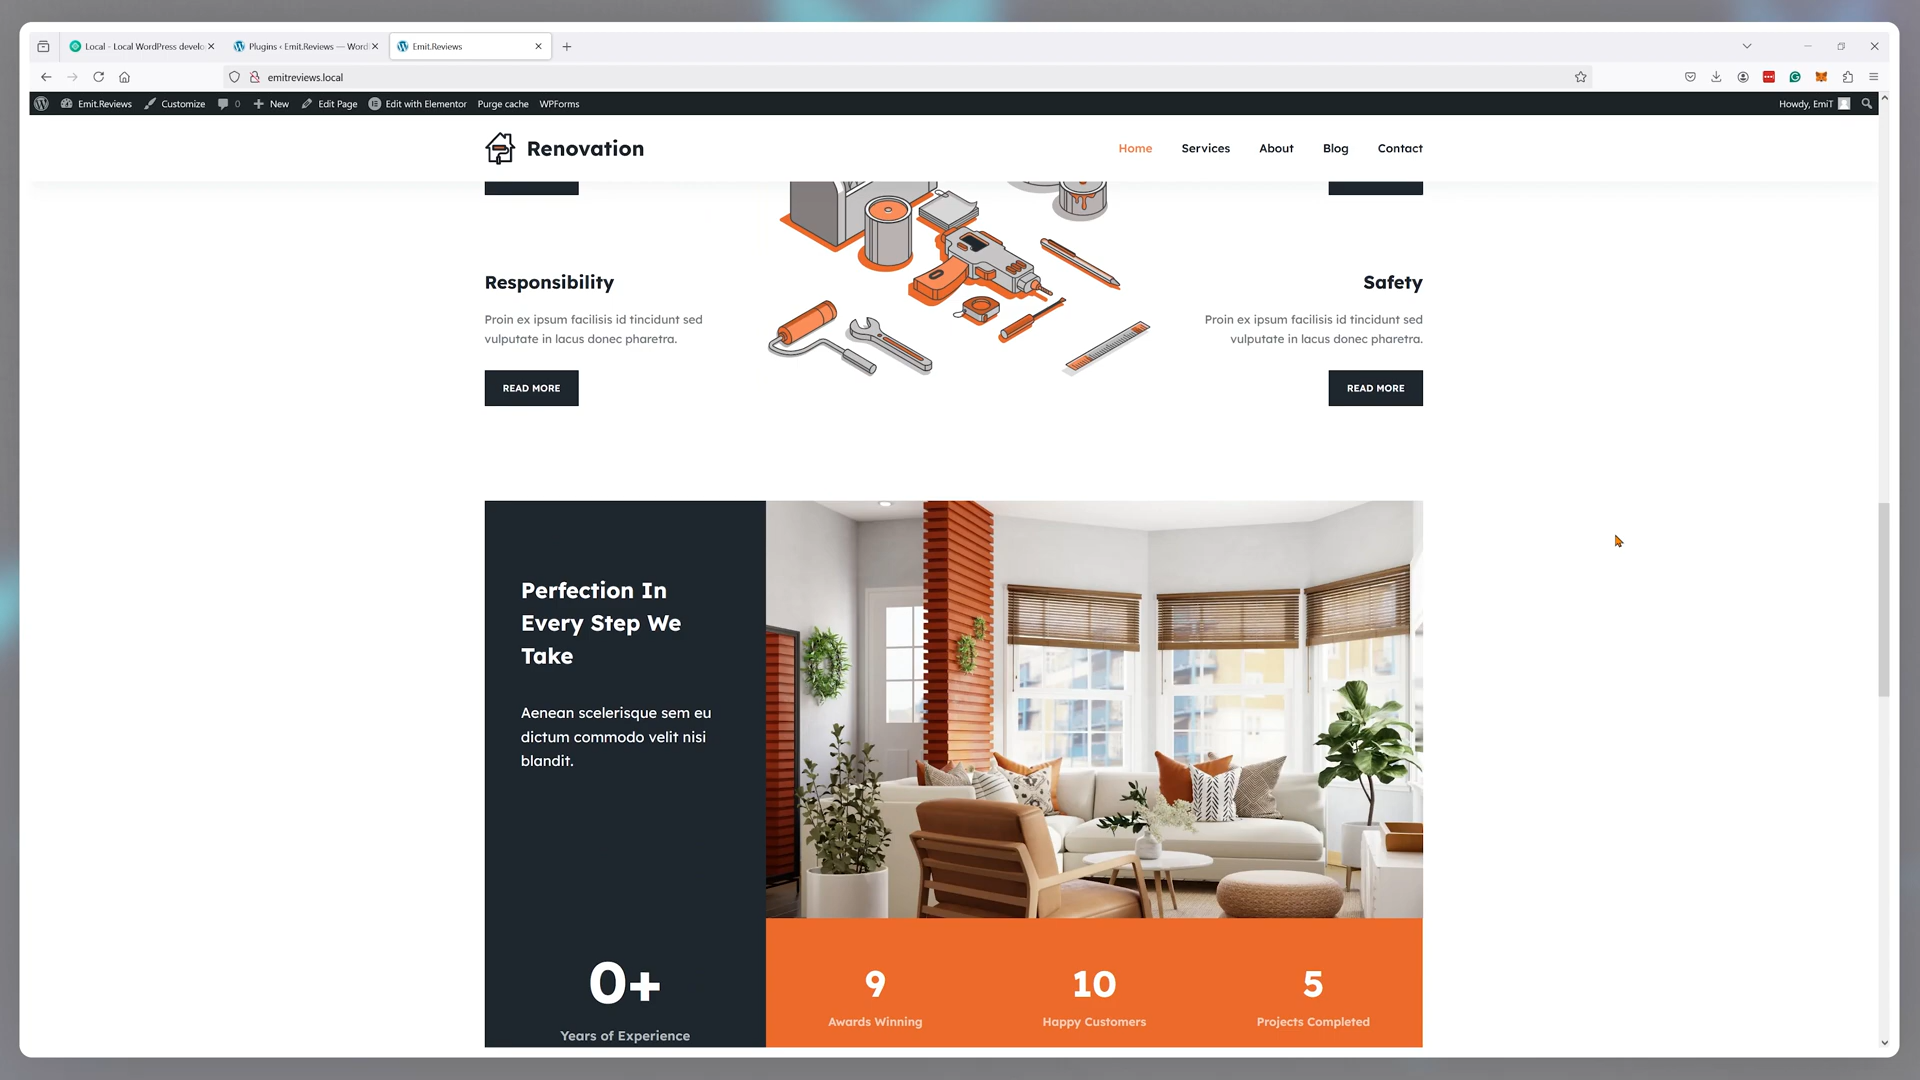 Local - Local WordPress develo
Plugins ‹ Emit.Reviews — Word
Emit.Reviews
emitreviews.local
Emit.Reviews
Customize
0
New
Edit Page
Edit with Elementor
Purge cache
WPForms
Howdy, EmiT
Renovation
Home
Services
About
Blog
Contact
Responsibility
Proin ex ipsum facilisis id tincidunt sed
vulputate in lacus donec pharetra.
READ MORE
Safety
Proin ex ipsum facilisis id tincidunt sed
vulputate in lacus donec pharetra.
READ MORE
Perfection In
Every Step We
Take
Aenean scelerisque sem eu
dictum commodo velit nisi
blandit.
0+
Years of Experience
9
Awards Winning
10
Happy Customers
5
Projects Completed